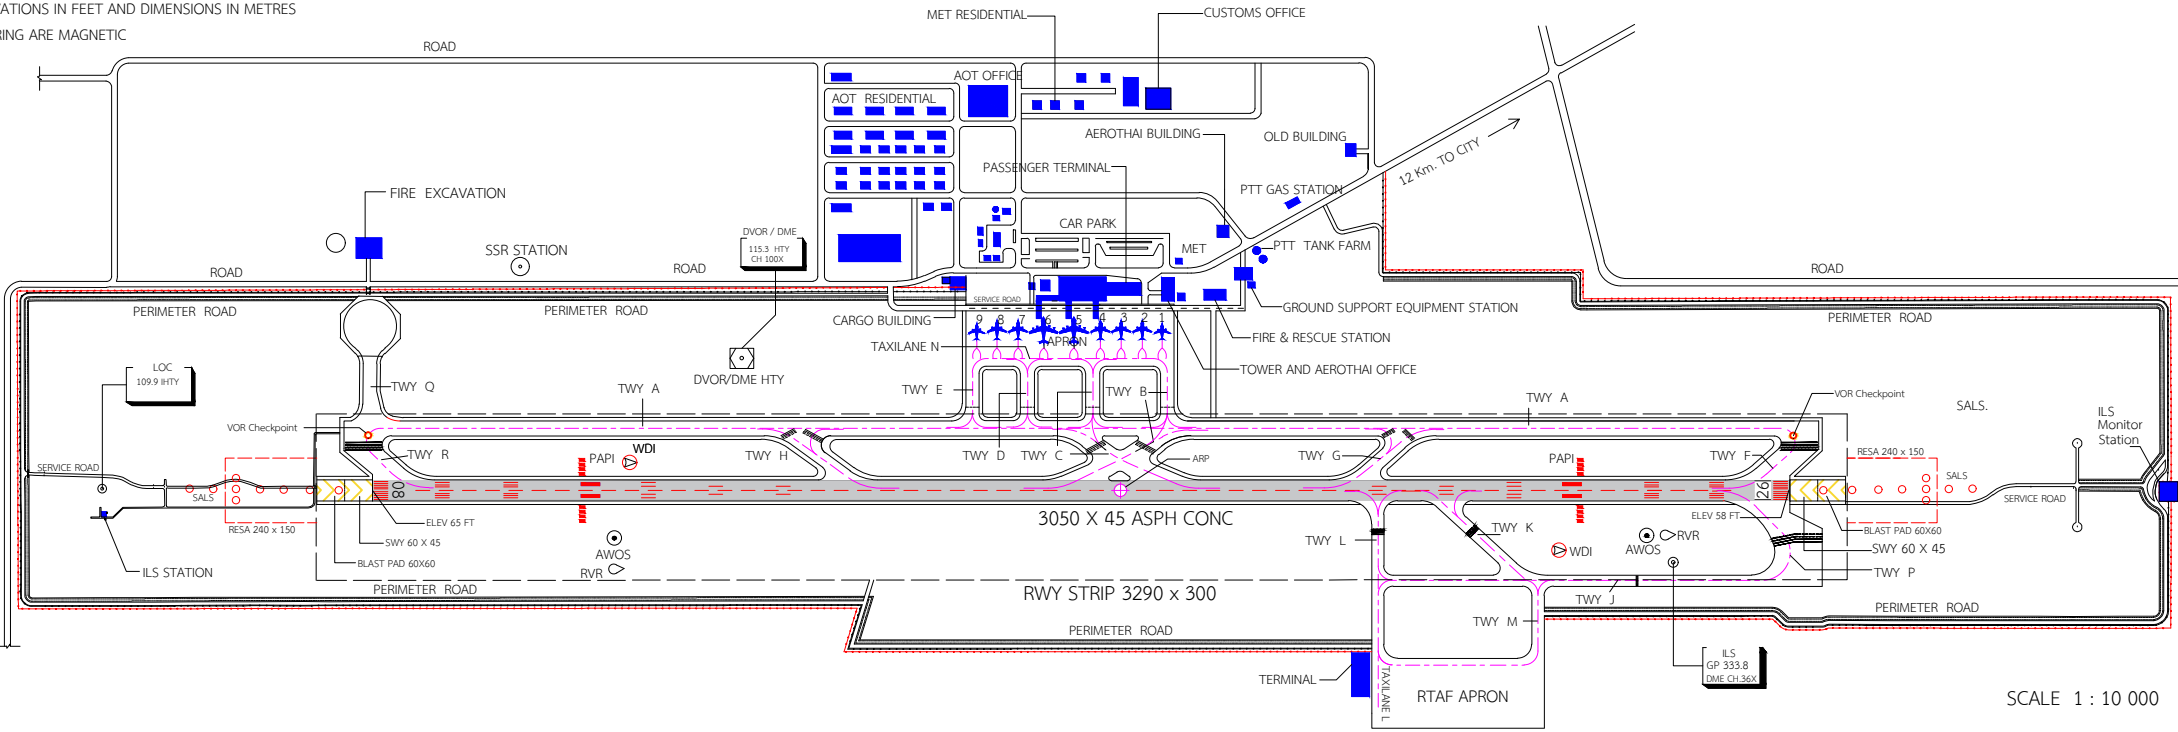 ATIONS IN FEET AND DIMENSIONS IN METRES
RING ARE MAGNETIC
ROAD
MET RESIDENTIAL
CUSTOMS OFFICE
AOT OFFICE
AOT RESIDENTIAL
AEROTHAI BUILDING
OLD BUILDING
PASSENGER TERMINAL
12 Km. TO CITY
PTT GAS STATION
FIRE EXCAVATION
CAR PARK
SSR STATION
DVOR / DME
115.3 HTY
CH 100X
MET
PTT TANK FARM
ROAD
ROAD
ROAD
PERIMETER ROAD
PERIMETER ROAD
SERVICE ROAD
GROUND SUPPORT EQUIPMENT STATION
PERIMETER ROAD
CARGO BUILDING
9
8
7
6
5
4
3
2
1
APRON
FIRE & RESCUE STATION
TAXILANE N
TOWER AND AEROTHAI OFFICE
LOC
109.9 IHTY
DVOR/DME HTY
TWY Q
TWY A
TWY E
TWY B
TWY A
VOR Checkpoint
SALS.
ILS
Monitor
Station
VOR Checkpoint
WDI
PAPI
TWY R
TWY H
TWY D
TWY C
ARP
TWY G
PAPI
TWY F
RESA 240 x 150
SERVICE ROAD
SALS
SALS
SERVICE ROAD
08
26
RESA 240 x 150
ELEV 65 FT
3050 X 45 ASPH CONC
ELEV 58 FT
BLAST PAD 60X60
SWY 60 X 45
TWY L
TWY K
WDI
AWOS
RVR
SWY 60 X 45
AWOS
BLAST PAD 60X60
RVR
ILS STATION
TWY P
PERIMETER ROAD
RWY STRIP 3290 x 300
TWY J
PERIMETER ROAD
PERIMETER ROAD
TWY M
TERMINAL
TAXILANE L
RTAF APRON
ILS
GP 333.8
DME CH.36X
SCALE 1 : 10 000